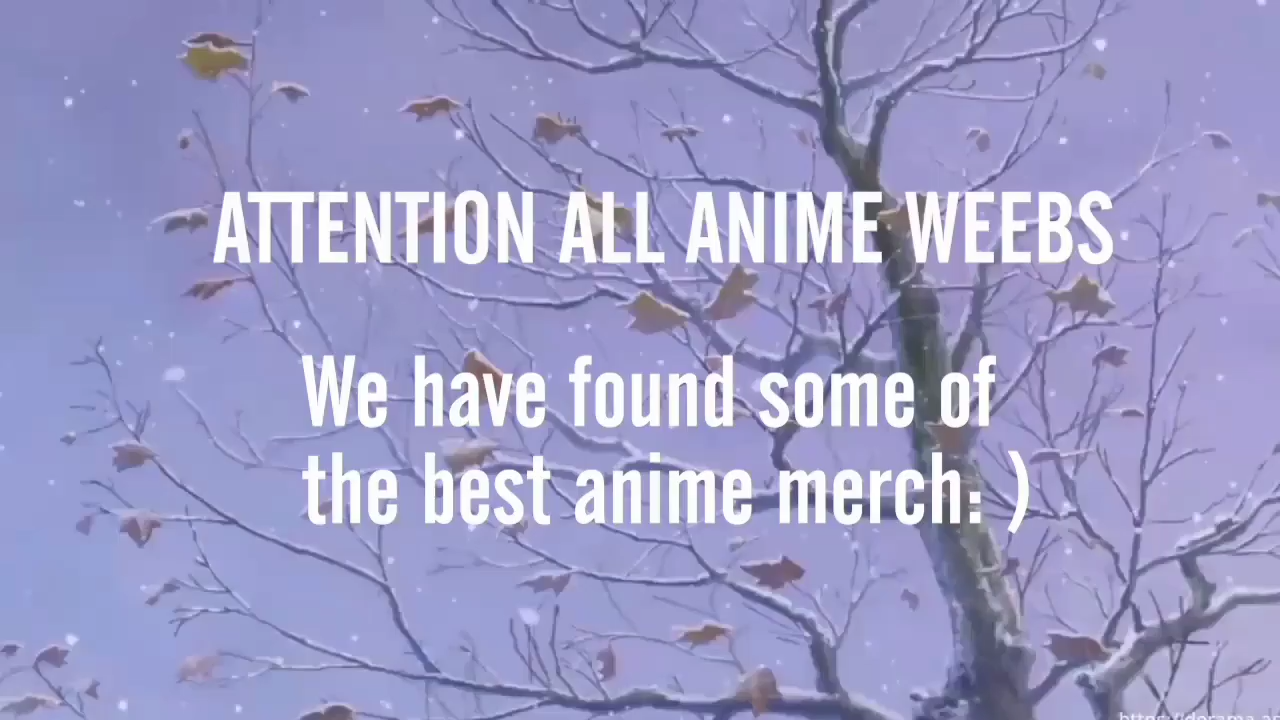 ATTENTION ALL ANIME WEEBS
We have found some of
the best anime merch: )